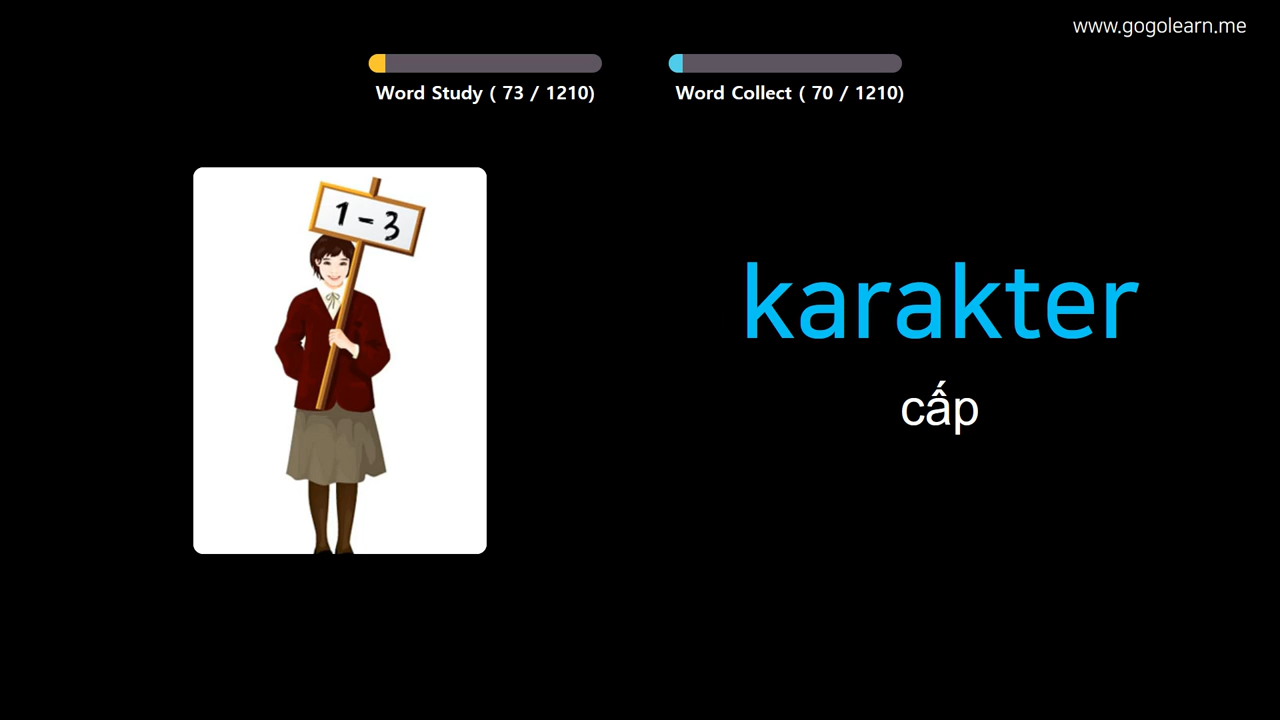 www.gogolearn.me
Word Study ( 73 / 1210)
Word Collect ( 70 / 1210)
1 - 3
karakter
cấp